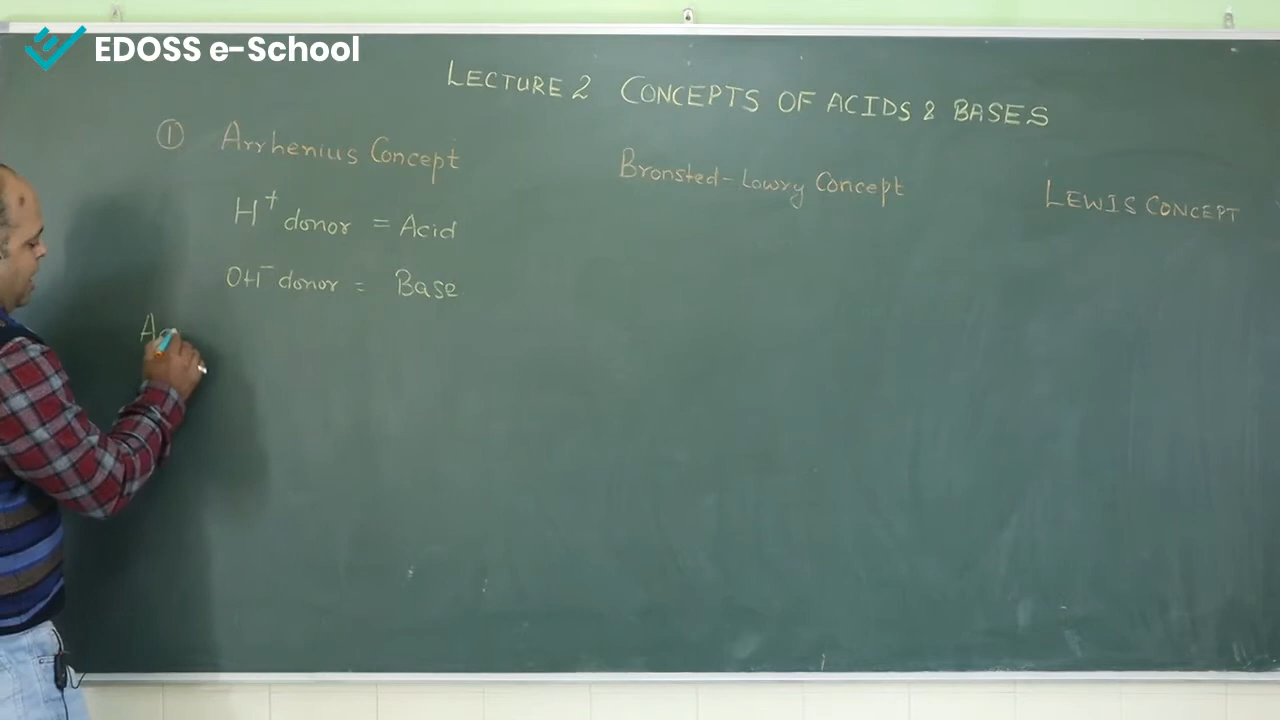 EDOSS e-School
LECTURE 2 CONCEPTS OF ACIDS & BASES
① Arrhenius Concept
H⁺ donor = Acid
OH⁻ donor = Base
Bronsted-Lowry Concept
LEWIS CONCEPT